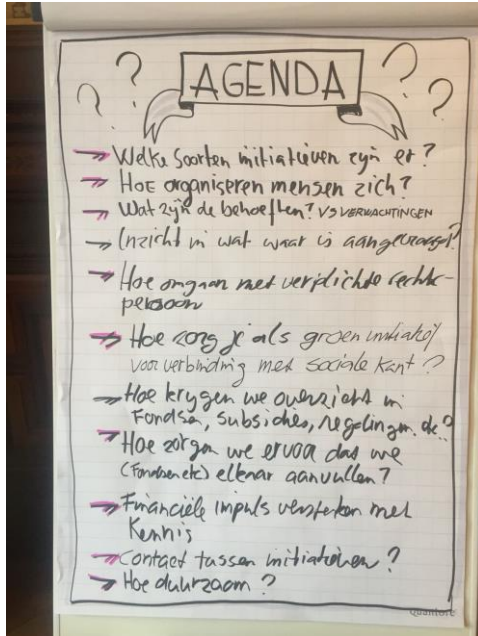 ? ? ? ?
AGENDA
Welke soorten initiatieven zijn er?
Hoe organiseren mensen zich?
Wat zijn de behoeften? VS VERWACHTINGEN
Inzicht in wat waar is aangevraagd?
Hoe omgaan met verplichte rechts-
persoon
Hoe zorg je als groen initiatief
voor verbinding met sociale kant?
Hoe krijgen we overzicht in
Fondsen, subsidies, regelingen etc?
Hoe zorgen we ervoor dat we
(Fondsen etc) elkaar aanvullen?
Financiële impuls versterken met
Kennis
Contact tussen initiatieven?
Hoe duurzaam?
Quantore